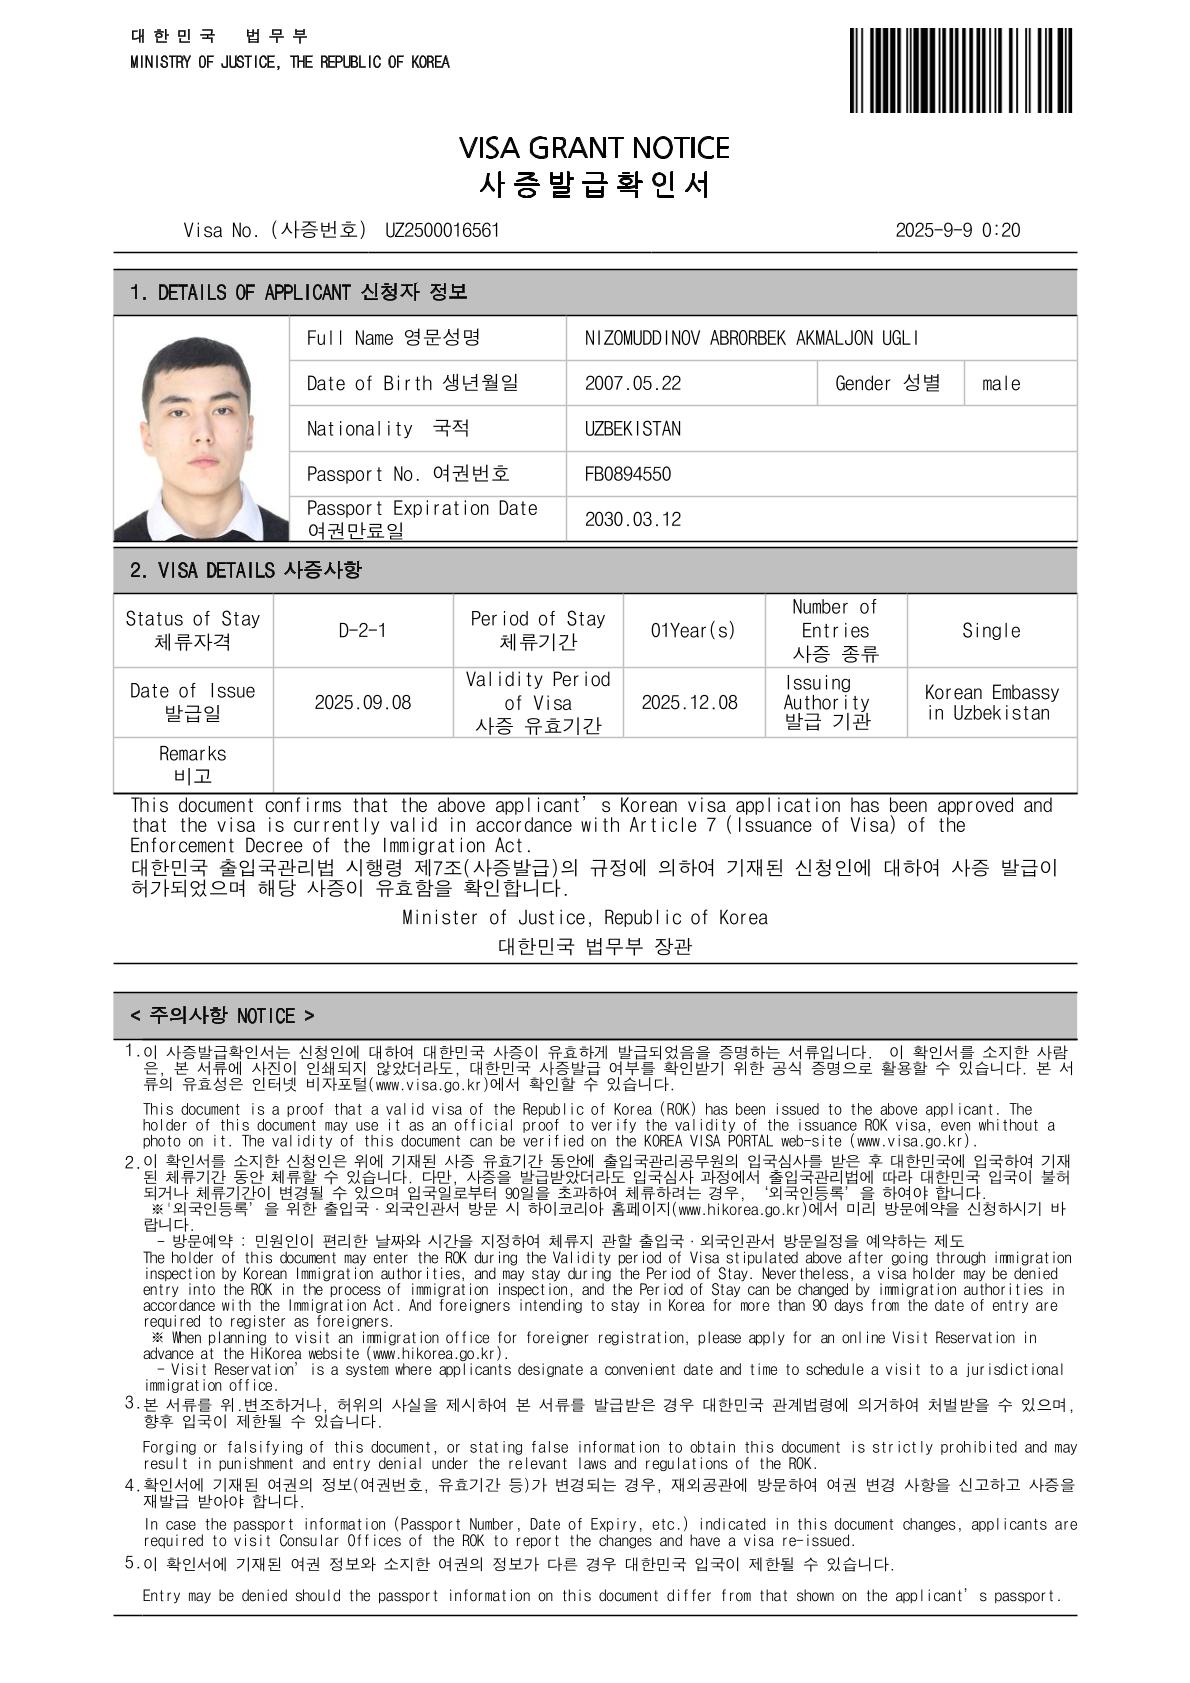 대한민국 법무부
MINISTRY OF JUSTICE, THE REPUBLIC OF KOREA
VISA GRANT NOTICE
사증발급확인서
Visa No. (사증번호) UZ2500016561 2025-9-9 0:20
1. DETAILS OF APPLICANT 신청자 정보
Full Name 영문성명 NIZOMUDDINOV ABRORBEK AKMALJON UGLI
Date of Birth 생년월일 2007.05.22 Gender 성별 male
Nationality 국적 UZBEKISTAN
Passport No. 여권번호 FB0894550
Passport Expiration Date
여권만료일 2030.03.12
2. VISA DETAILS 사증사항
Status of Stay
체류자격
D-2-1
Period of Stay
체류기간
01Year(s)
Number of
Entries
사증 종류
Single
Date of Issue
발급일
2025.09.08
Validity Period
of Visa
사증 유효기간
2025.12.08
Issuing
Authority
발급 기관
Korean Embassy
in Uzbekistan
Remarks
비고
This document confirms that the above applicant’s Korean visa application has been approved and
that the visa is currently valid in accordance with Article 7 (Issuance of Visa) of the
Enforcement Decree of the Immigration Act.
대한민국 출입국관리법 시행령 제7조(사증발급)의 규정에 의하여 기재된 신청인에 대하여 사증 발급이
허가되었으며 해당 사증이 유효함을 확인합니다.
Minister of Justice, Republic of Korea
대한민국 법무부 장관
< 주의사항 NOTICE >
1. 이 사증발급확인서는 신청인에 대하여 대한민국 사증이 유효하게 발급되었음을 증명하는 서류입니다. 이 확인서를 소지한 사람
은, 본 서류에 사진이 인쇄되지 않았더라도, 대한민국 사증발급 여부를 확인받기 위한 공식 증명으로 활용할 수 있습니다. 본 서
류의 유효성은 인터넷 비자포털(www.visa.go.kr)에서 확인할 수 있습니다.
This document is a proof that a valid visa of the Republic of Korea (ROK) has been issued to the above applicant. The
holder of this document may use it as an official proof to verify the validity of the issuance ROK visa, even whithout a
photo on it. The validity of this document can be verified on the KOREA VISA PORTAL web-site (www.visa.go.kr).
2. 이 확인서를 소지한 신청인은 위에 기재된 사증 유효기간 동안에 출입국관리공무원의 입국심사를 받은 후 대한민국에 입국하여 기재
된 체류기간 동안 체류할 수 있습니다. 다만, 사증을 발급받았더라도 입국심사 과정에서 출입국관리법에 따라 대한민국 입국이 불허
되거나 체류기간이 변경될 수 있으며 입국일로부터 90일을 초과하여 체류하려는 경우, ‘외국인등록’을 하여야 합니다.
※'외국인등록’을 위한 출입국·외국인관서 방문 시 하이코리아 홈페이지(www.hikorea.go.kr)에서 미리 방문예약을 신청하시기 바
랍니다.
- 방문예약 : 민원인이 편리한 날짜와 시간을 지정하여 체류지 관할 출입국·외국인관서 방문일정을 예약하는 제도
The holder of this document may enter the ROK during the Validity period of Visa stipulated above after going through immigration
inspection by Korean Immigration authorities, and may stay during the Period of Stay. Nevertheless, a visa holder may be denied
entry into the ROK in the process of immigration inspection, and the Period of Stay can be changed by immigration authorities in
accordance with the Immigration Act. And foreigners intending to stay in Korea for more than 90 days from the date of entry are
required to register as foreigners.
※ When planning to visit an immigration office for foreigner registration, please apply for an online Visit Reservation in
advance at the HiKorea website (www.hikorea.go.kr).
- Visit Reservation’ is a system where applicants designate a convenient date and time to schedule a visit to a jurisdictional
immigration office.
3. 본 서류를 위.변조하거나, 허위의 사실을 제시하여 본 서류를 발급받은 경우 대한민국 관계법령에 의거하여 처벌받을 수 있으며,
향후 입국이 제한될 수 있습니다.
Forging or falsifying of this document, or stating false information to obtain this document is strictly prohibited and may
result in punishment and entry denial under the relevant laws and regulations of the ROK.
4. 확인서에 기재된 여권의 정보(여권번호, 유효기간 등)가 변경되는 경우, 재외공관에 방문하여 여권 변경 사항을 신고하고 사증을
재발급 받아야 합니다.
In case the passport information (Passport Number, Date of Expiry, etc.) indicated in this document changes, applicants are
required to visit Consular Offices of the ROK to report the changes and have a visa re-issued.
5. 이 확인서에 기재된 여권 정보와 소지한 여권의 정보가 다른 경우 대한민국 입국이 제한될 수 있습니다.
Entry may be denied should the passport information on this document differ from that shown on the applicant’s passport.